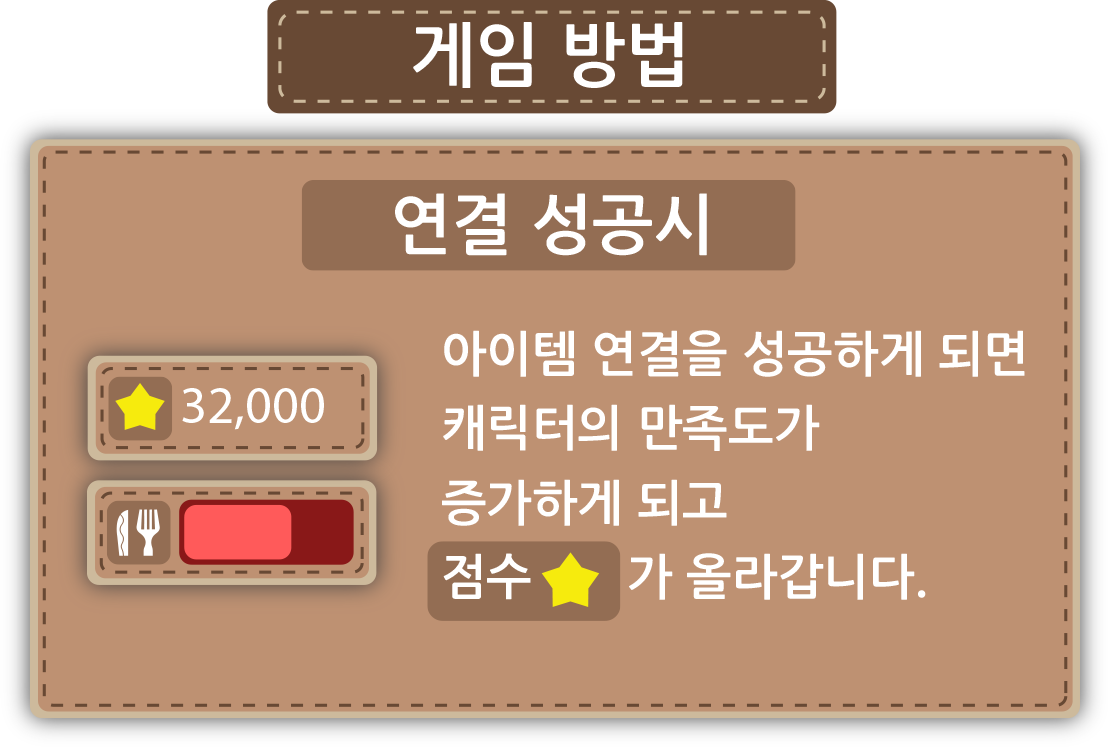 게임 방법
연결 성공시
32,000
아이템 연결을 성공하게 되면
캐릭터의 만족도가
증가하게 되고
점수 가 올라갑니다.